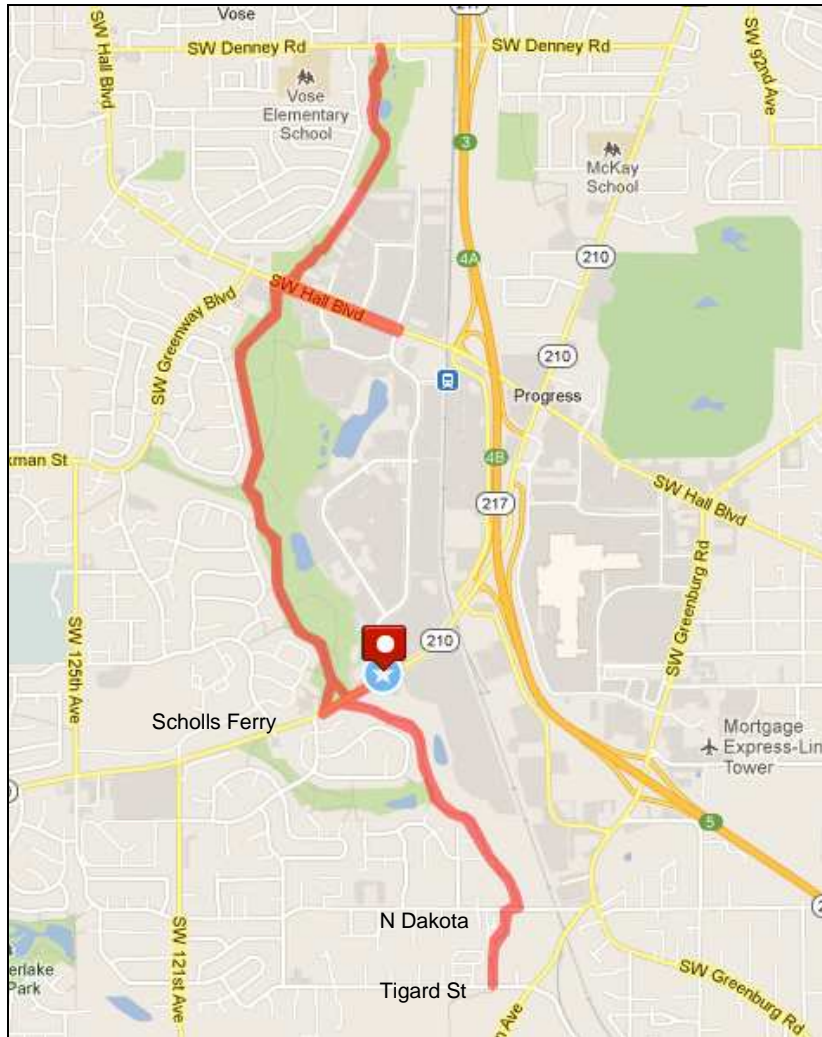 217
Vose
SW Hall Blvd
SW Denney Rd
SW Denney Rd
SW 92nd Ave
Vose
Elementary
School
3
McKay
School
4A
210
SW Greenway Blvd
SW Hall Blvd
210
Progress
xman St
4B
217
SW Hall Blvd
SW Greenburg Rd
SW 125th Ave
210
Scholls Ferry
Mortgage
Express-Lin
Tower
5
N Dakota
SW 121st Ave
erlake
Park
Tigard St
SW Greenburg Rd
n Ave